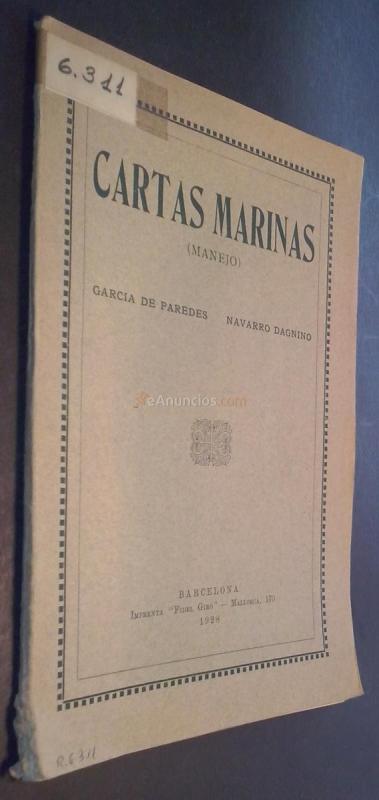 6.311
CARTAS MARINAS
(MANEJO)
GARCIA DE PAREDES NAVARRO DAGNINO
eAnuncios.com
BARCELONA
IMPRENTA "FIDEL GIRÓ" — MALLORCA, 170
1928
R.6311